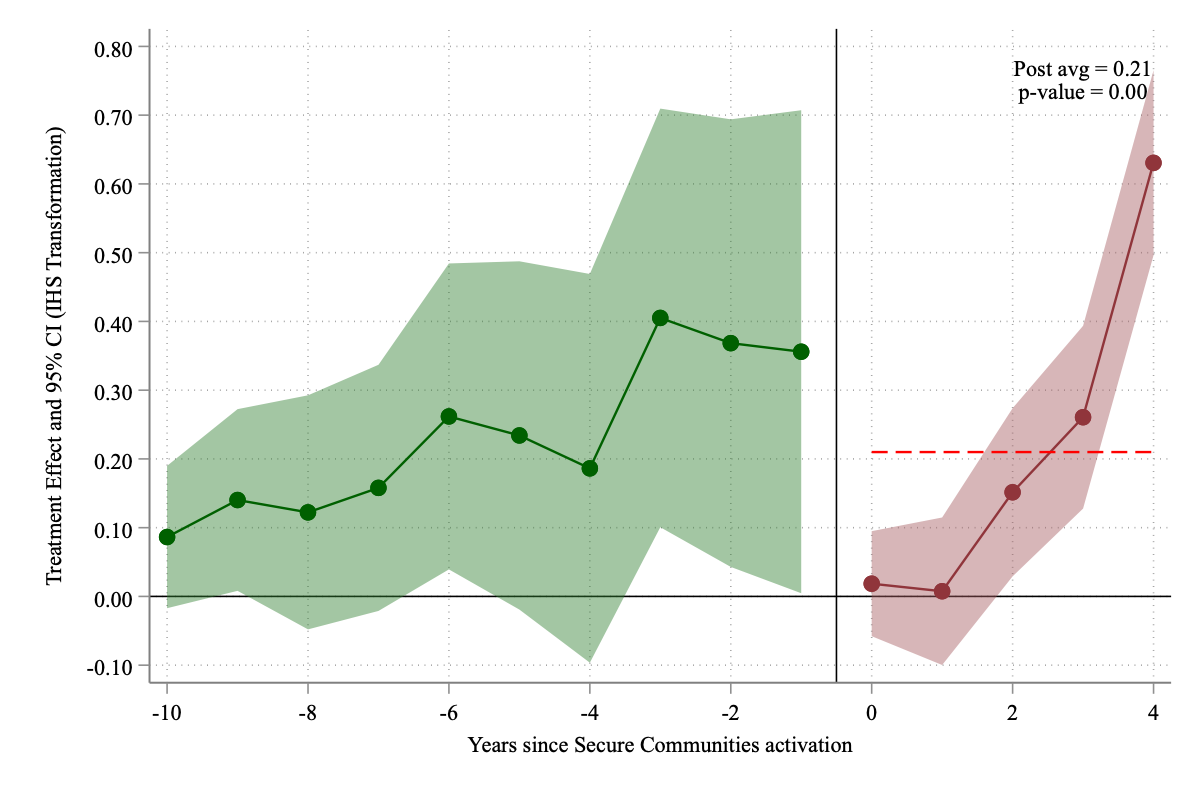 0.80
0.70
0.60
0.50
0.40
0.30
0.20
0.10
0.00
-0.10
Treatment Effect and 95% CI (IHS Transformation)
Post avg = 0.21
p-value = 0.00
-10 -8 -6 -4 -2 0 2 4
Years since Secure Communities activation